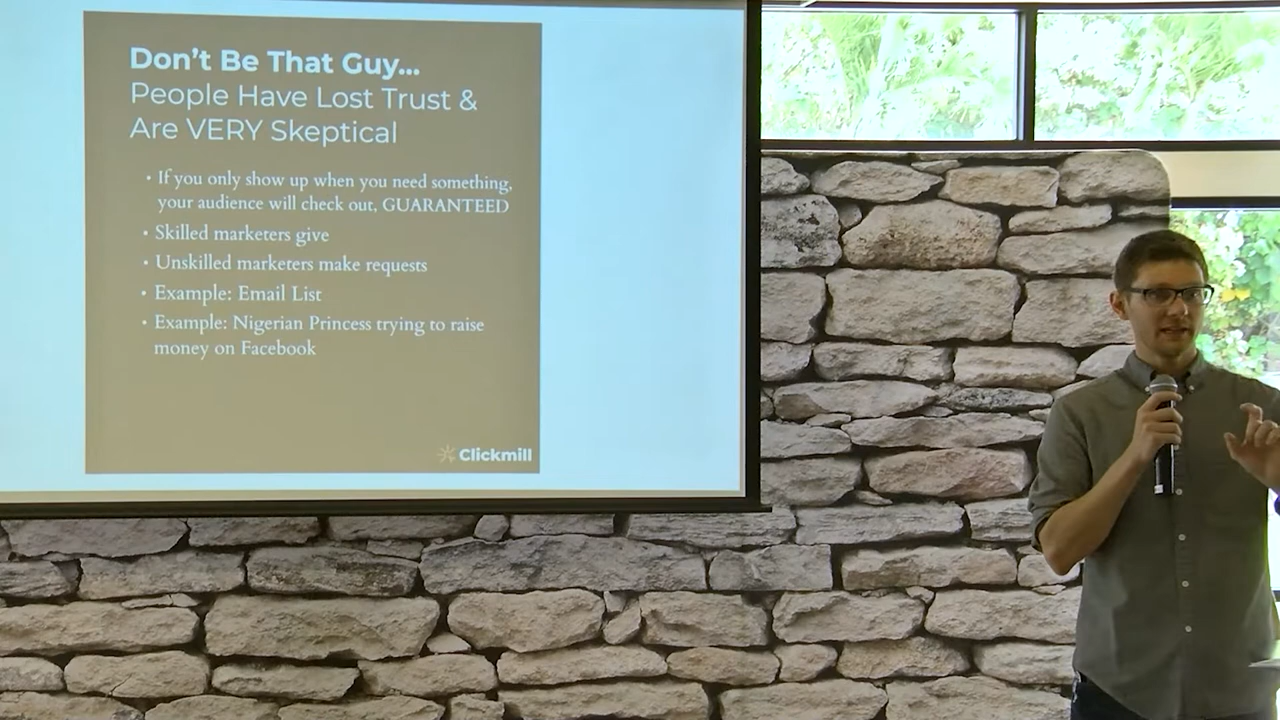 Don't Be That Guy...
People Have Lost Trust &
Are VERY Skeptical
• If you only show up when you need something,
your audience will check out, GUARANTEED
• Skilled marketers give
• Unskilled marketers make requests
• Example: Email List
• Example: Nigerian Princess trying to raise
money on Facebook
Clickmill